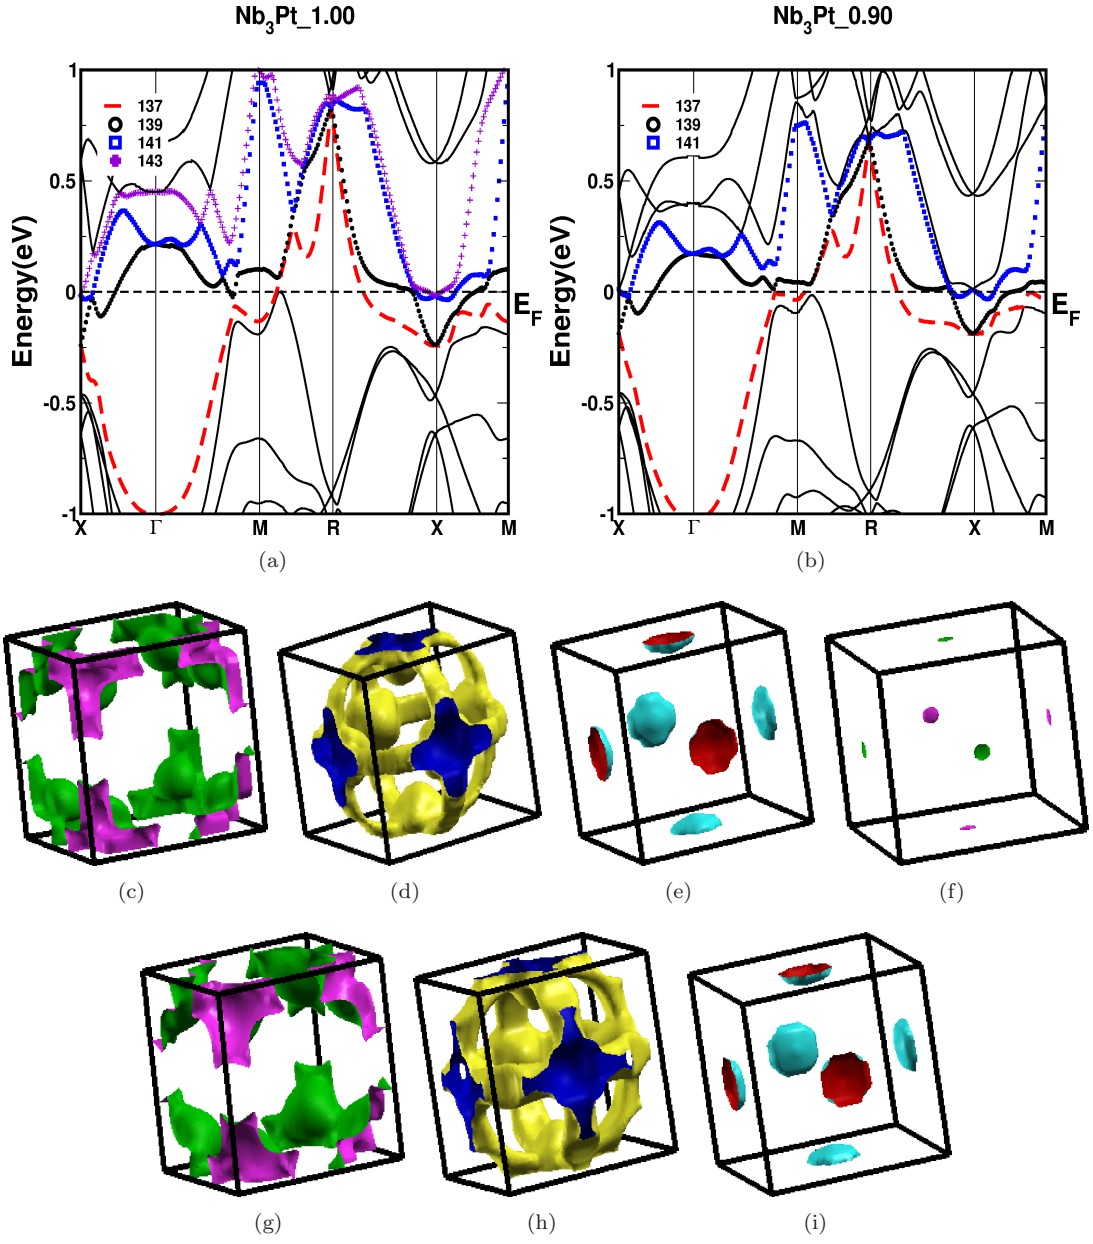 Nb3Pt_1.00
Nb3Pt_0.90
1
0.5
0
-0.5
-1
Energy(eV)
137
139
141
143
X Γ M R X M
EF
(a)
1
0.5
0
-0.5
-1
Energy(eV)
137
139
141
X Γ M R X M
EF
(b)
(c) (d) (e) (f)
(g) (h) (i)